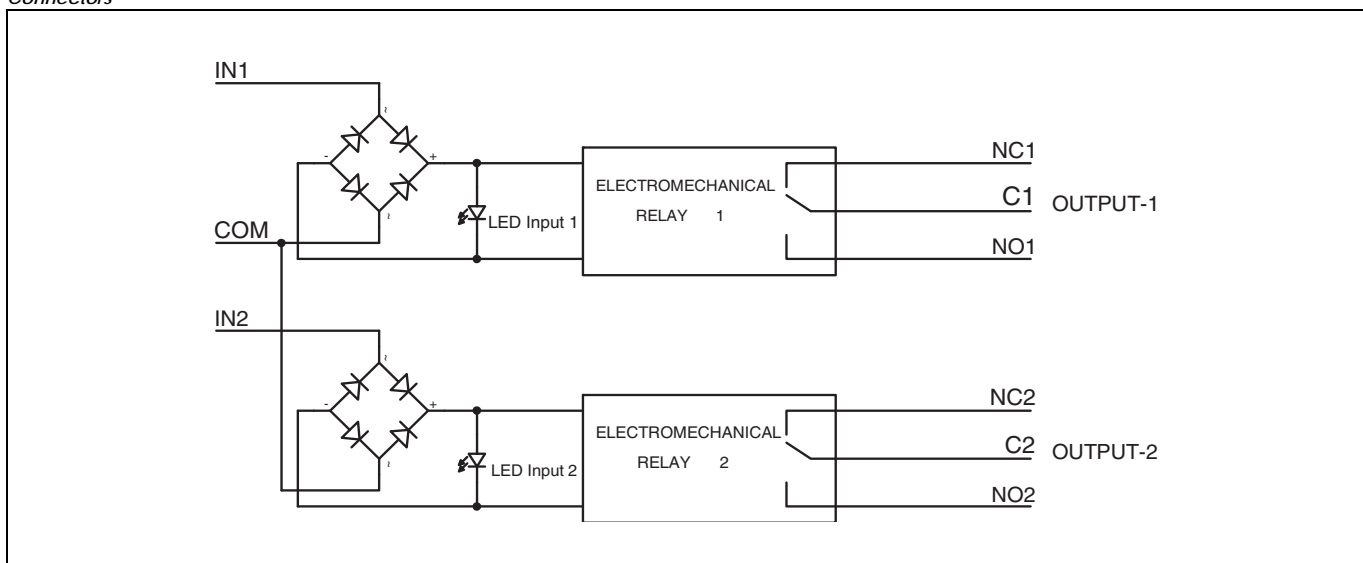 Connectors
IN1
~
-
+
NC1
ELECTROMECHANICAL
RELAY 1
C1
OUTPUT-1
LED Input 1
~
COM
NO1
IN2
~
-
+
NC2
ELECTROMECHANICAL
RELAY 2
C2
OUTPUT-2
LED Input 2
~
NO2